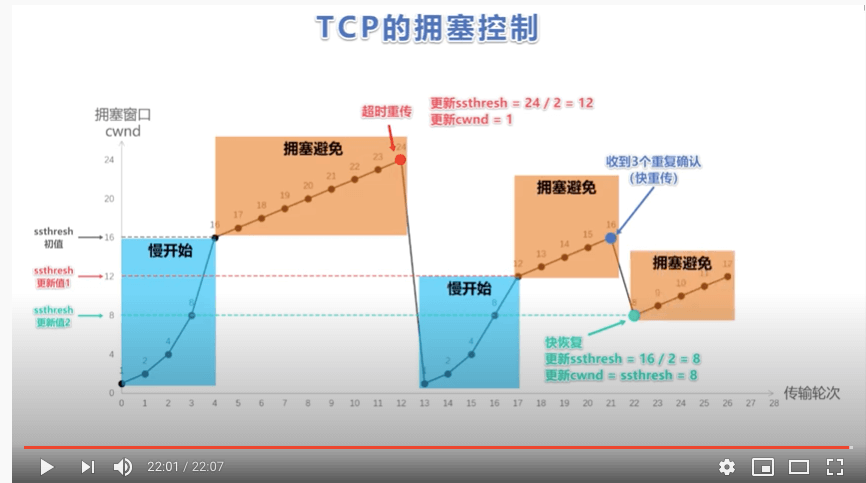 TCP的拥塞控制
超时重传
更新ssthresh = 24 / 2 = 12
更新cwnd = 1
拥塞窗口
cwnd
24
20
16
12
8
4
0
ssthresh
初值
ssthresh
更新值1
ssthresh
更新值2
慢开始
1
2
4
8
拥塞避免
16
17
18
19
20
21
22
23
24
慢开始
1
2
4
8
拥塞避免
12
13
14
15
16
收到3个重复确认
（快重传）
拥塞避免
8
9
10
11
12
快恢复
更新ssthresh = 16 / 2 = 8
更新cwnd = ssthresh = 8
0 1 2 3 4 5 6 7 8 9 10 11 12 13 14 15 16 17 18 19 20 21 22 23 24 25 26 27 28
传输轮次
22:01 / 22:07